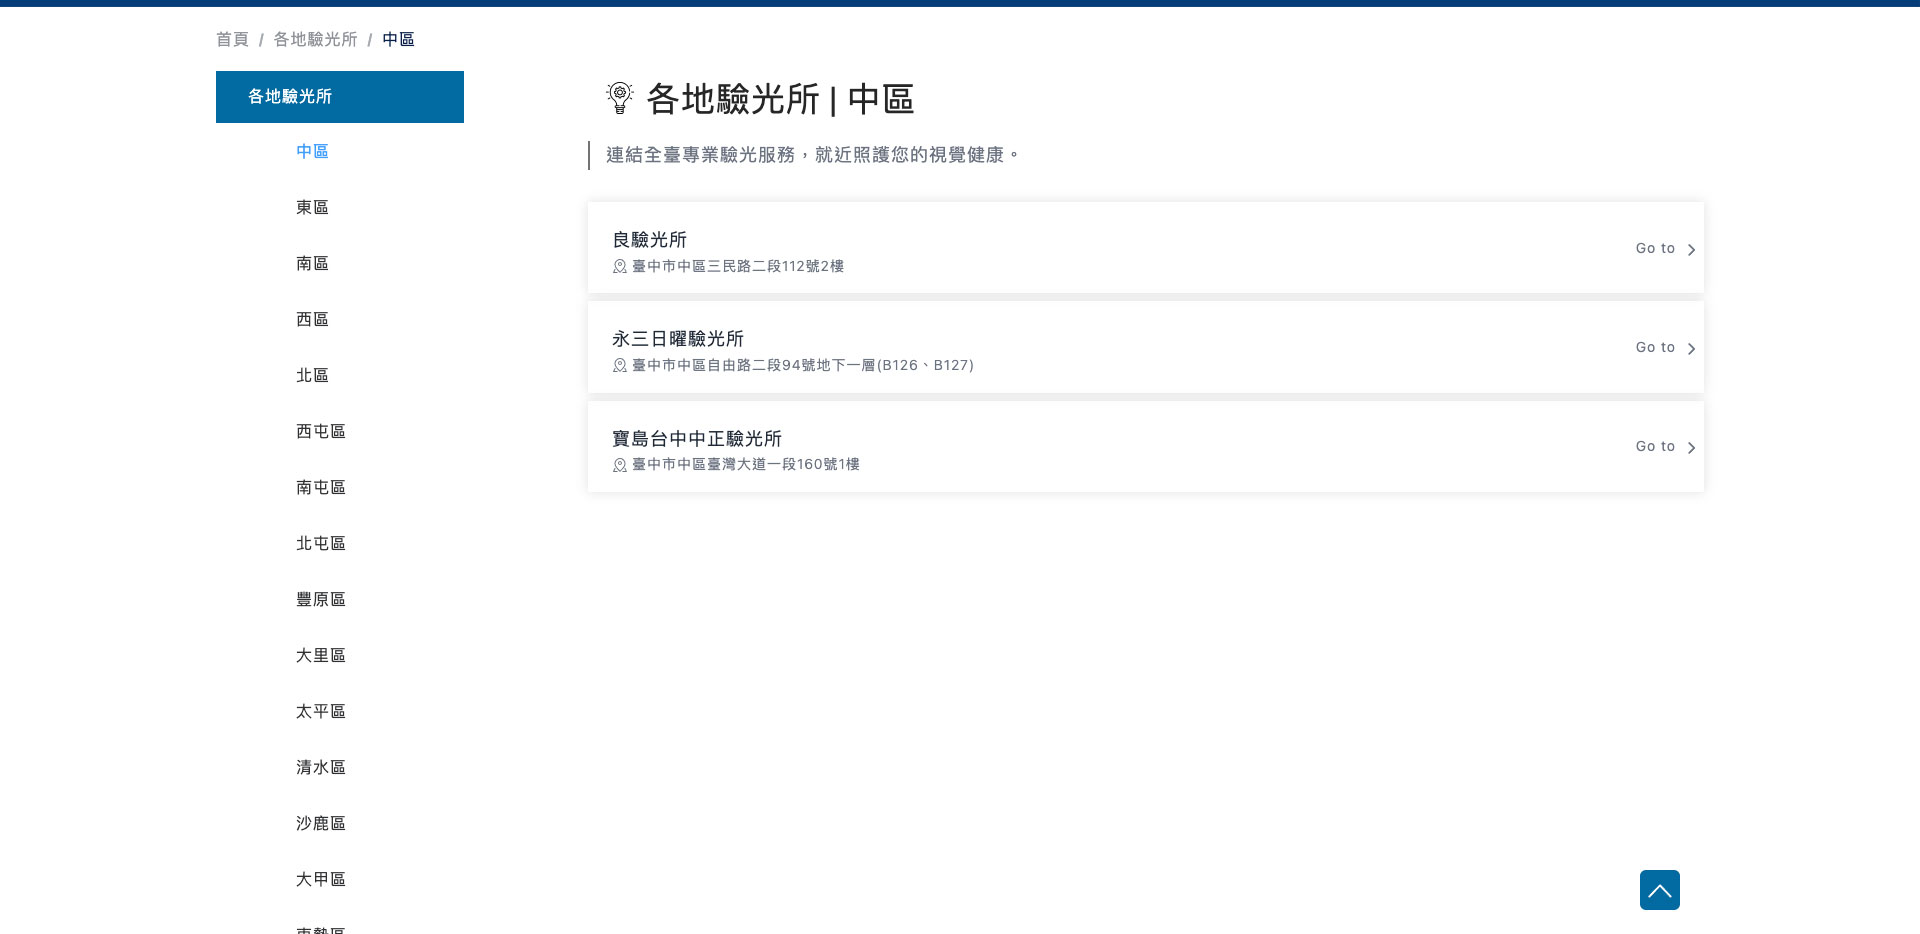 首頁 / 各地驗光所 / 中區
各地驗光所
中區
東區
南區
西區
北區
西屯區
南屯區
北屯區
豐原區
大里區
太平區
清水區
沙鹿區
大甲區
各地驗光所 | 中區
連結全臺專業驗光服務，就近照護您的視覺健康。
良驗光所
臺中市中區三民路二段112號2樓
Go to
永三日曜驗光所
臺中市中區自由路二段94號地下一層(B126、B127)
Go to
寶島台中中正驗光所
臺中市中區臺灣大道一段160號1樓
Go to